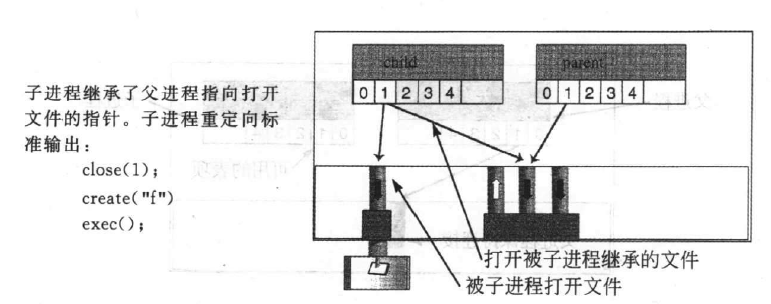 子进程继承了父进程指向打开
文件的指针。子进程重定向标
准输出：
close(1);
create("f")
exec();
child
0 1 2 3 4
parent
0 1 2 3 4
打开被子进程继承的文件
被子进程打开文件